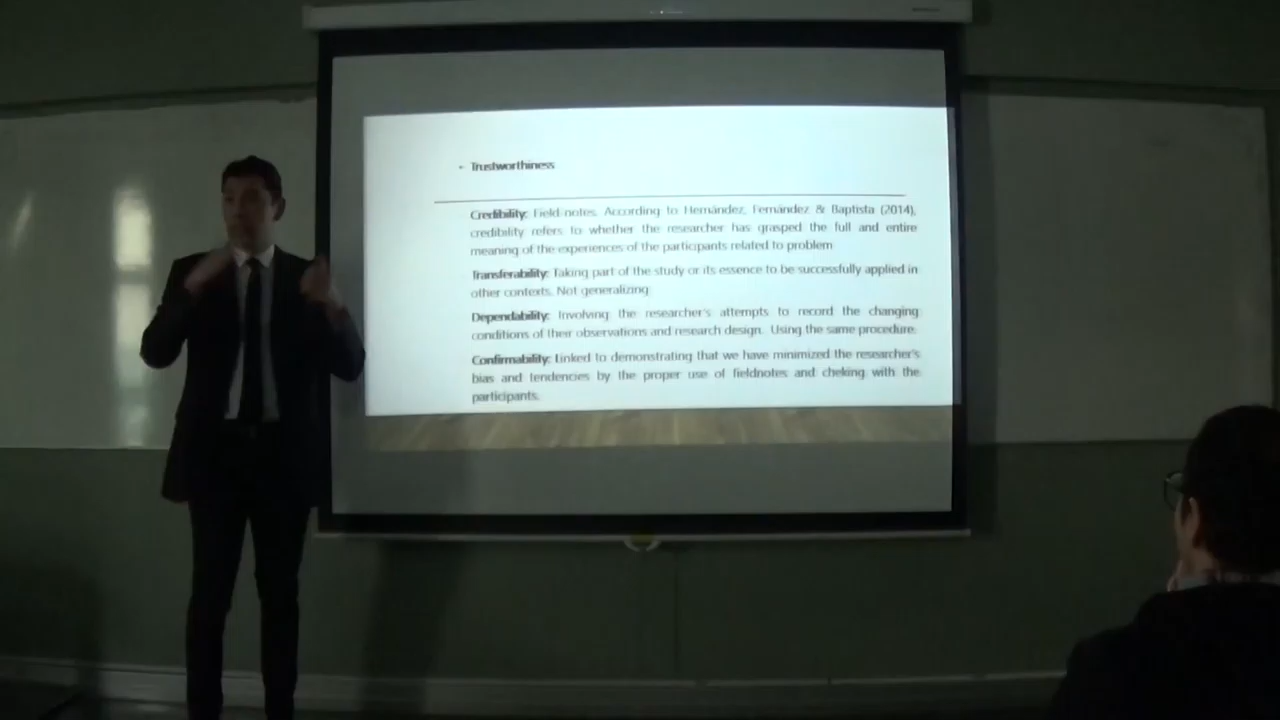 - Trustworthiness
Credibility: Field notes. According to Hernández, Fernández & Baptista (2014),
credibility refers to whether the researcher has grasped the full and entire
meaning of the experiences of the participants related to problem
Transferability: Taking part of the study or its essence to be successfully applied in
other contexts. Not generalizing
Dependability: Involving the researcher's attempts to record the changing
conditions of their observations and research design. Using the same procedure.
Confirmability: Linked to demonstrating that we have minimized the researcher's
bias and tendencies by the proper use of fieldnotes and cheking with the
participants.